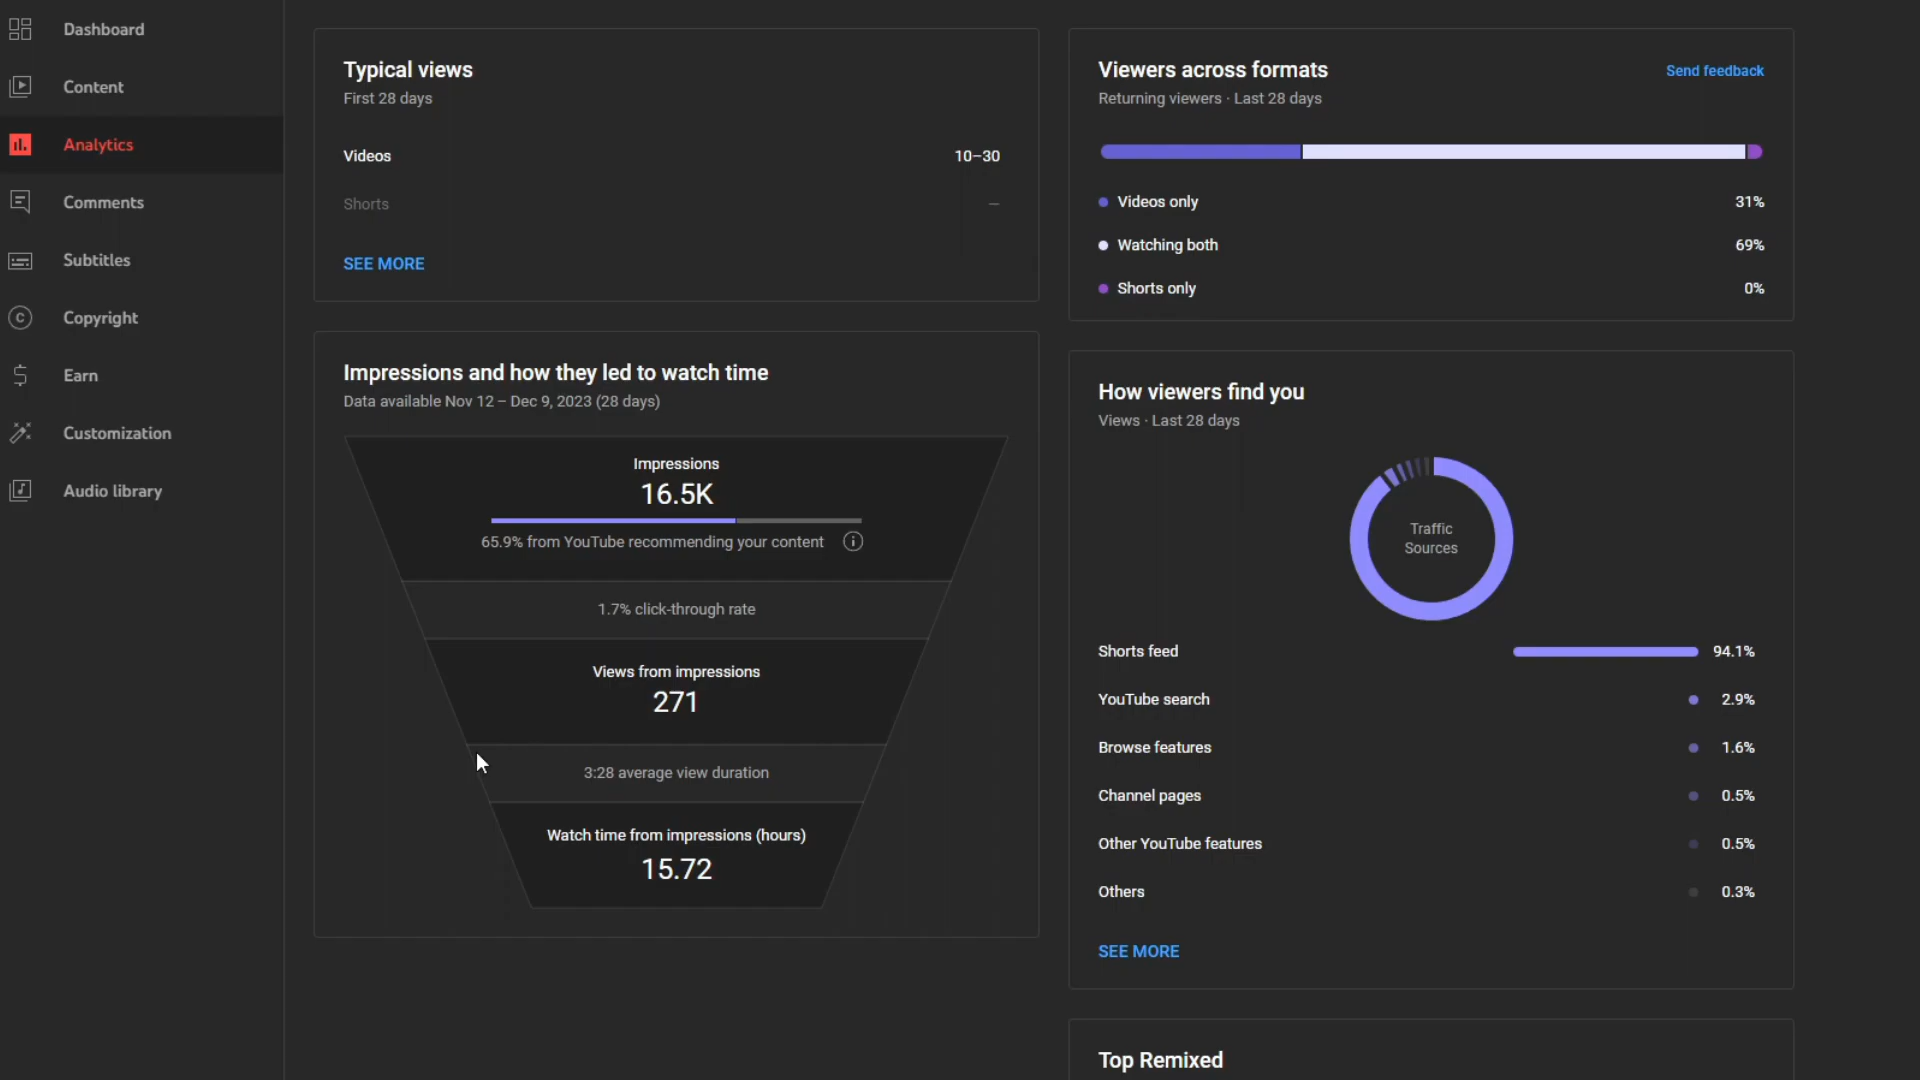 Dashboard
Content
Analytics
Comments
Subtitles
Copyright
Earn
Customization
Audio library
Typical views
First 28 days
Videos 10–30
Shorts –
SEE MORE
Impressions and how they led to watch time
Data available Nov 12 – Dec 9, 2023 (28 days)
Impressions
16.5K
65.9% from YouTube recommending your content
1.7% click-through rate
Views from impressions
271
3:28 average view duration
Watch time from impressions (hours)
15.72
Viewers across formats Send feedback
Returning viewers · Last 28 days
Videos only 31%
Watching both 69%
Shorts only 0%
How viewers find you
Views · Last 28 days
Traffic
Sources
Shorts feed 94.1%
YouTube search 2.9%
Browse features 1.6%
Channel pages 0.5%
Other YouTube features 0.5%
Others 0.3%
SEE MORE
Top Remixed